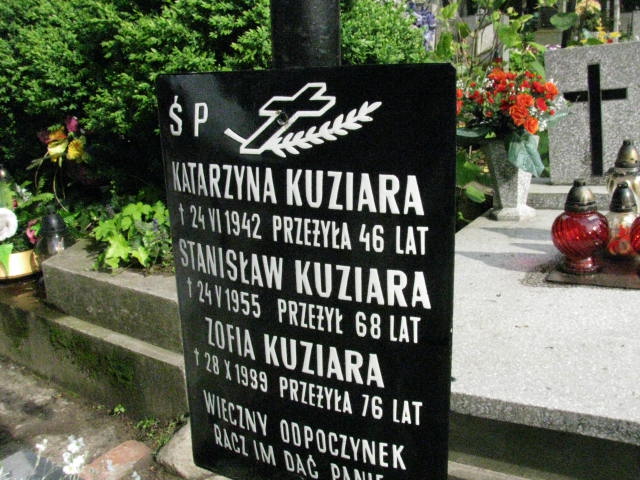 Ś P
KATARZYNA KUZIARA
† 24 VI 1942 PRZEŻYŁA 46 LAT
STANISŁAW KUZIARA
† 24 V 1955 PRZEŻYŁ 68 LAT
ZOFIA KUZIARA
† 28 X 1999 PRZEŻYŁA 76 LAT
WIECZNY ODPOCZYNEK
RACZ IM DAĆ PANIE